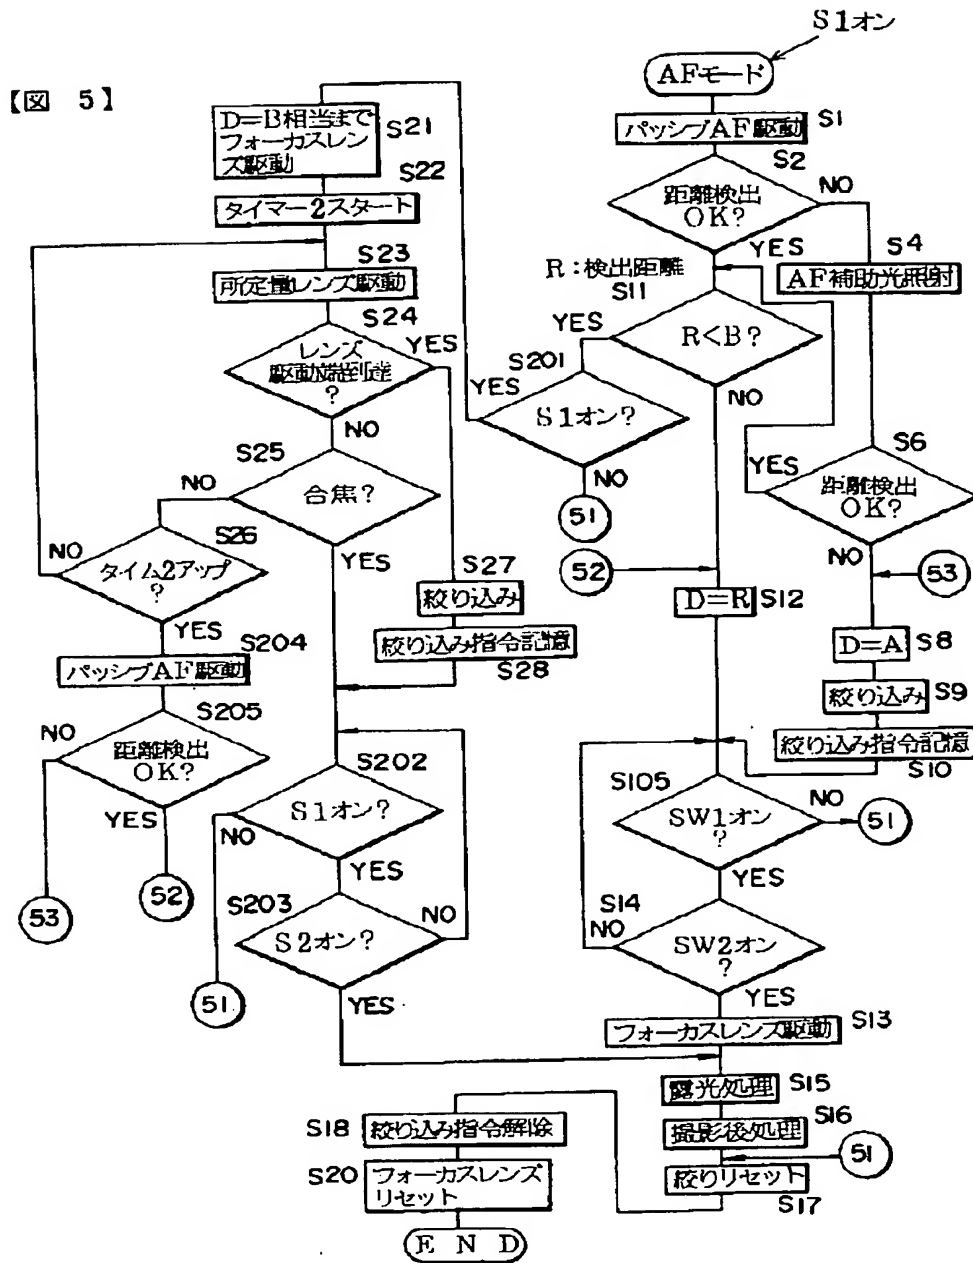 【図 5】
S1オン
AFモード
パッシブAF駆動
S1
S2
距離検出
OK?
NO
YES
S4
AF補助光照射
R:検出距離
S11
R<B?
YES
NO
S201
S1オン?
YES
NO
51
S6
距離検出
OK?
YES
NO
53
52
D=R
S12
D=A
S8
絞り込み
S9
絞り込み指令記憶
S10
S105
SW1オン
?
NO
51
YES
S14
SW2オン
?
NO
YES
フォーカスレンズ駆動
S13
露光処理
S15
撮影後処理
S16
51
絞りリセット
S17
D=B相当まで
フォーカスレン
ズ駆動
S21
S22
タイマー2スタート
S23
所定量レンズ駆動
S24
レンズ
駆動端到達
?
YES
NO
S25
合焦?
NO
YES
S26
タイム2アップ
?
NO
YES
S27
絞り込み
絞り込み指令記憶
S28
S204
パッシブAF駆動
S205
距離検出
OK?
NO
YES
53
52
S202
S1オン?
NO
YES
S203
S2オン?
NO
YES
51
S18
絞り込み指令解除
S20
フォーカスレンズ
リセット
END